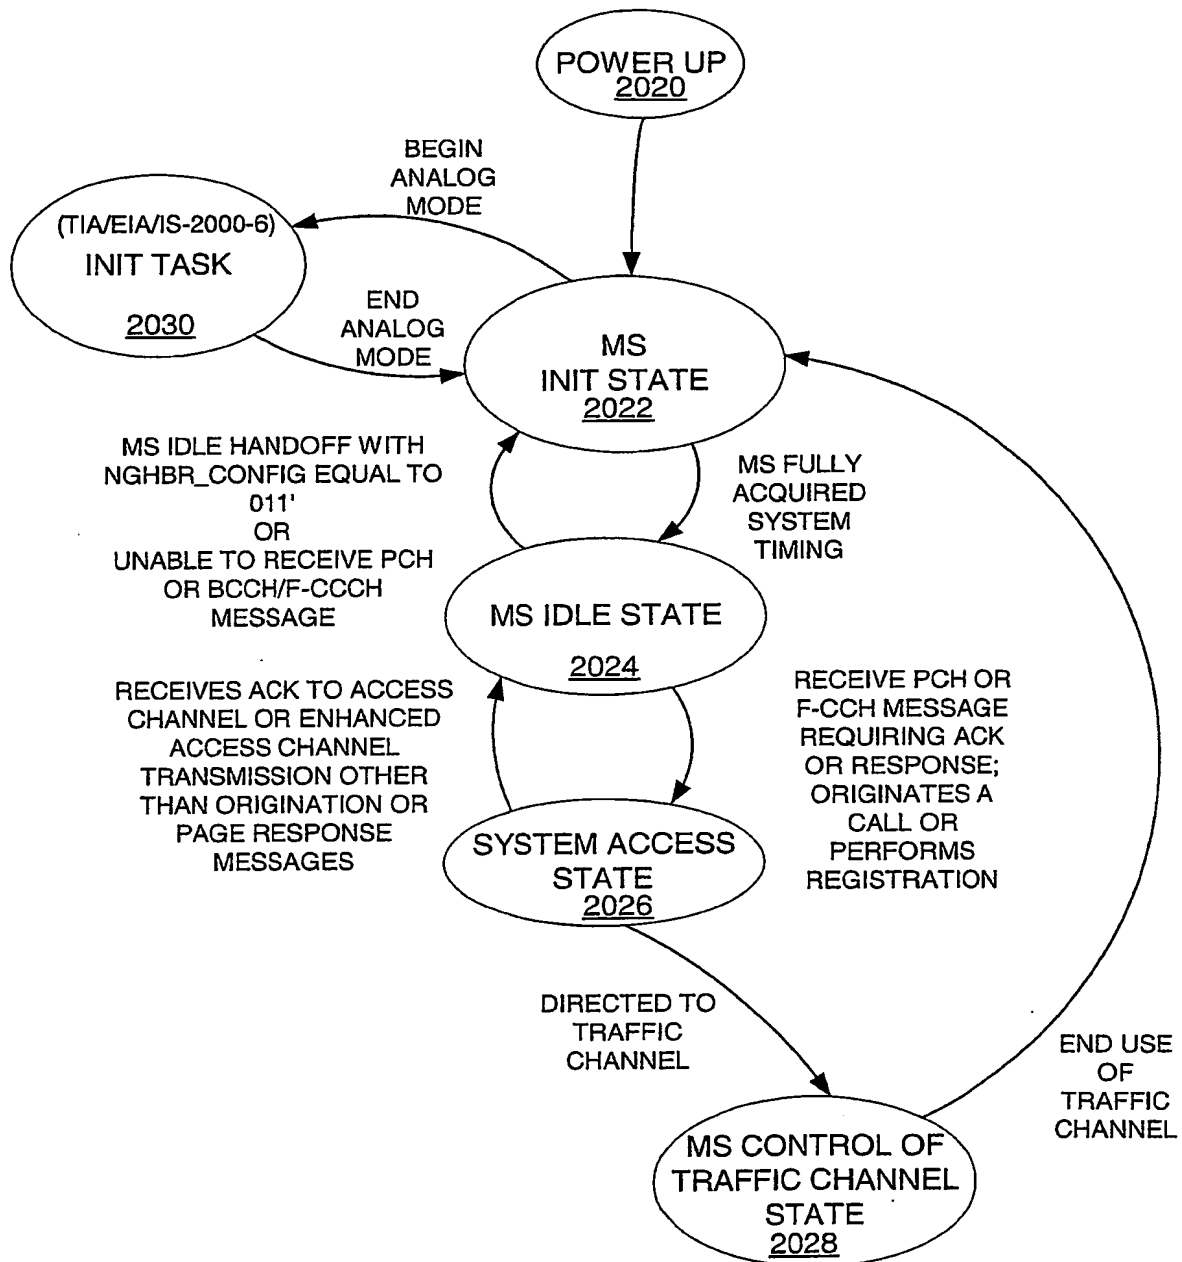 POWER UP
2020
BEGIN
ANALOG
MODE
(TIA/EIA/IS-2000-6)
INIT TASK
2030
END
ANALOG
MODE
MS
INIT STATE
2022
MS IDLE HANDOFF WITH
NGHBR_CONFIG EQUAL TO
011'
OR
UNABLE TO RECEIVE PCH
OR BCCH/F-CCCH
MESSAGE
MS FULLY
ACQUIRED
SYSTEM
TIMING
MS IDLE STATE
2024
RECEIVES ACK TO ACCESS
CHANNEL OR ENHANCED
ACCESS CHANNEL
TRANSMISSION OTHER
THAN ORIGINATION OR
PAGE RESPONSE
MESSAGES
RECEIVE PCH OR
F-CCH MESSAGE
REQUIRING ACK
OR RESPONSE;
ORIGINATES A
CALL OR
PERFORMS
REGISTRATION
SYSTEM ACCESS
STATE
2026
DIRECTED TO
TRAFFIC
CHANNEL
END USE
OF
TRAFFIC
CHANNEL
MS CONTROL OF
TRAFFIC CHANNEL
STATE
2028